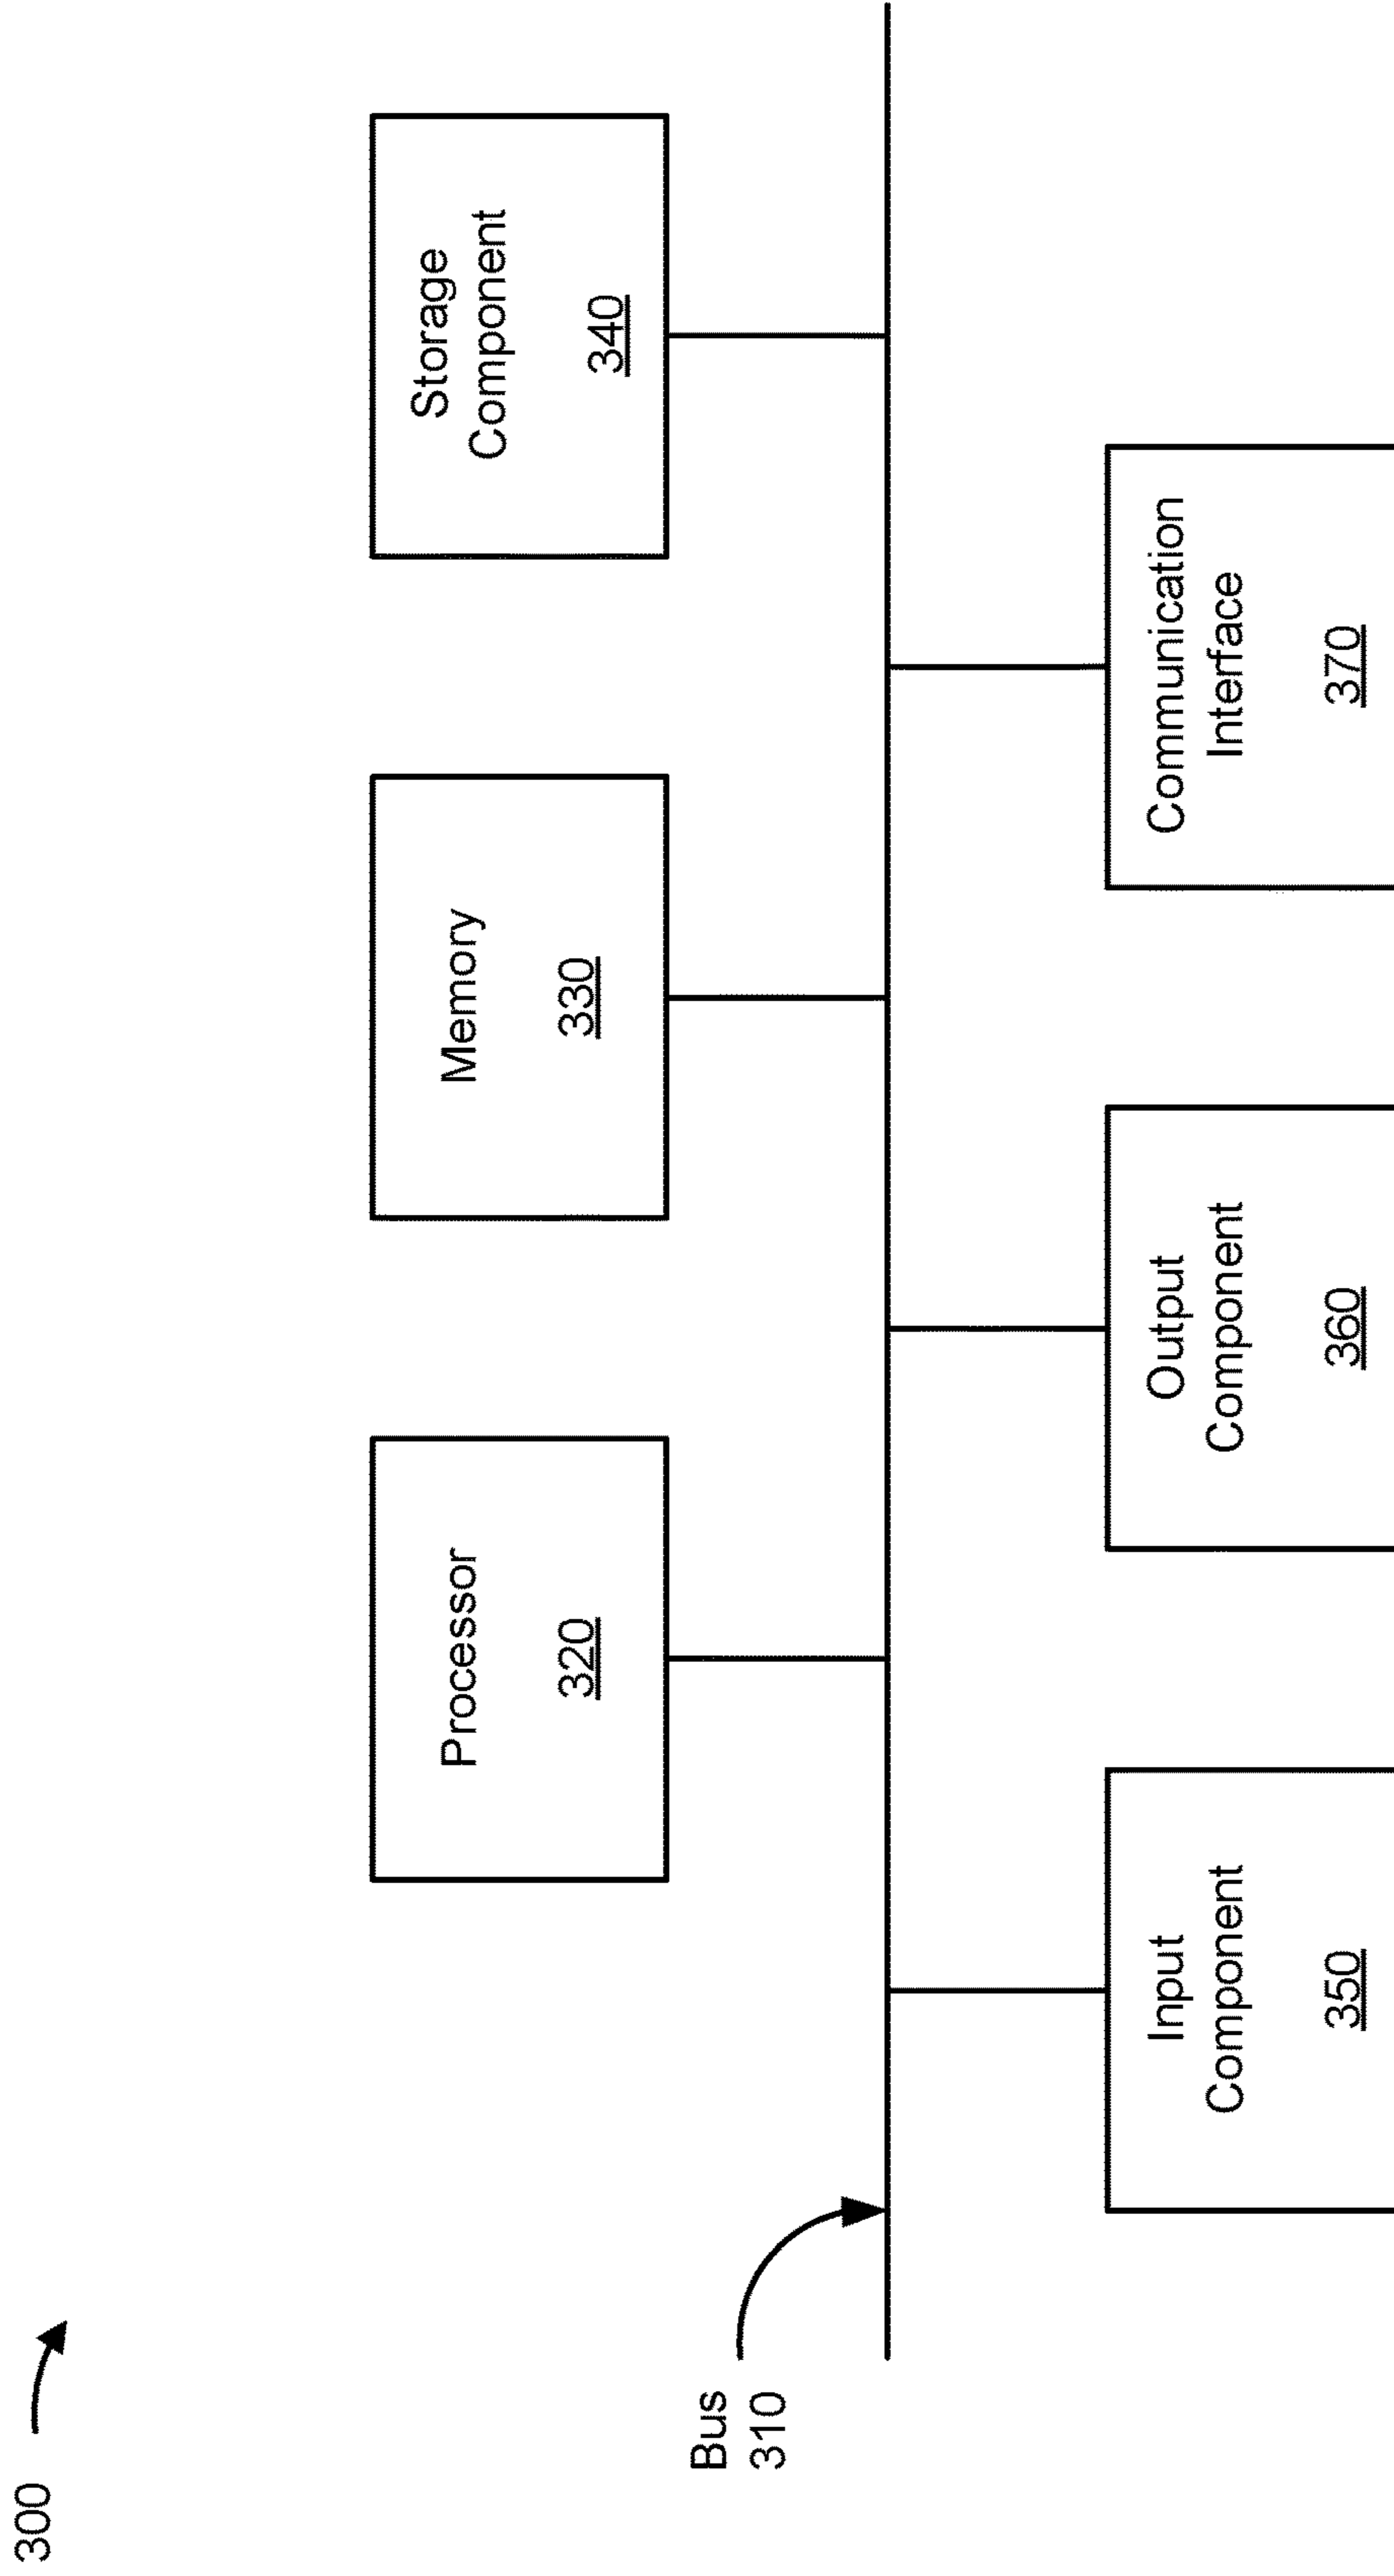 300
Processor
320
Memory
330
Storage
Component
340
Bus
310
Input
Component
350
Output
Component
360
Communication
Interface
370